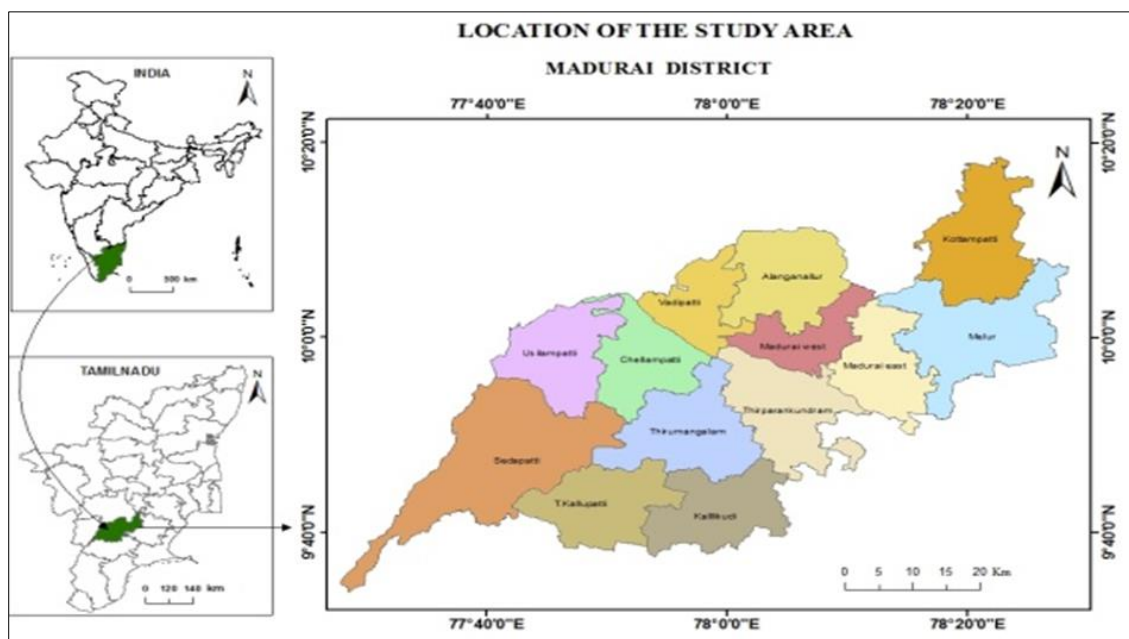 LOCATION OF THE STUDY AREA
MADURAI DISTRICT
INDIA
N
0 500 km
TAMILNADU
N
0 120 140 km
77°40'0"E 78°0'0"E 78°20'0"E
10°20'0"N 10°20'0"N
10°0'0"N 10°0'0"N
9°40'0"N 9°40'0"N
N
Kottampatti
Alanganallur
Vadipatti
Melur
Usilampatti
Chellampatti
Madurai west
Madurai east
Thiruparankundram
Thirumangalam
Sedapatti
T.Kallupatti
Kallikudi
0 5 10 15 20 Km
77°40'0"E 78°0'0"E 78°20'0"E